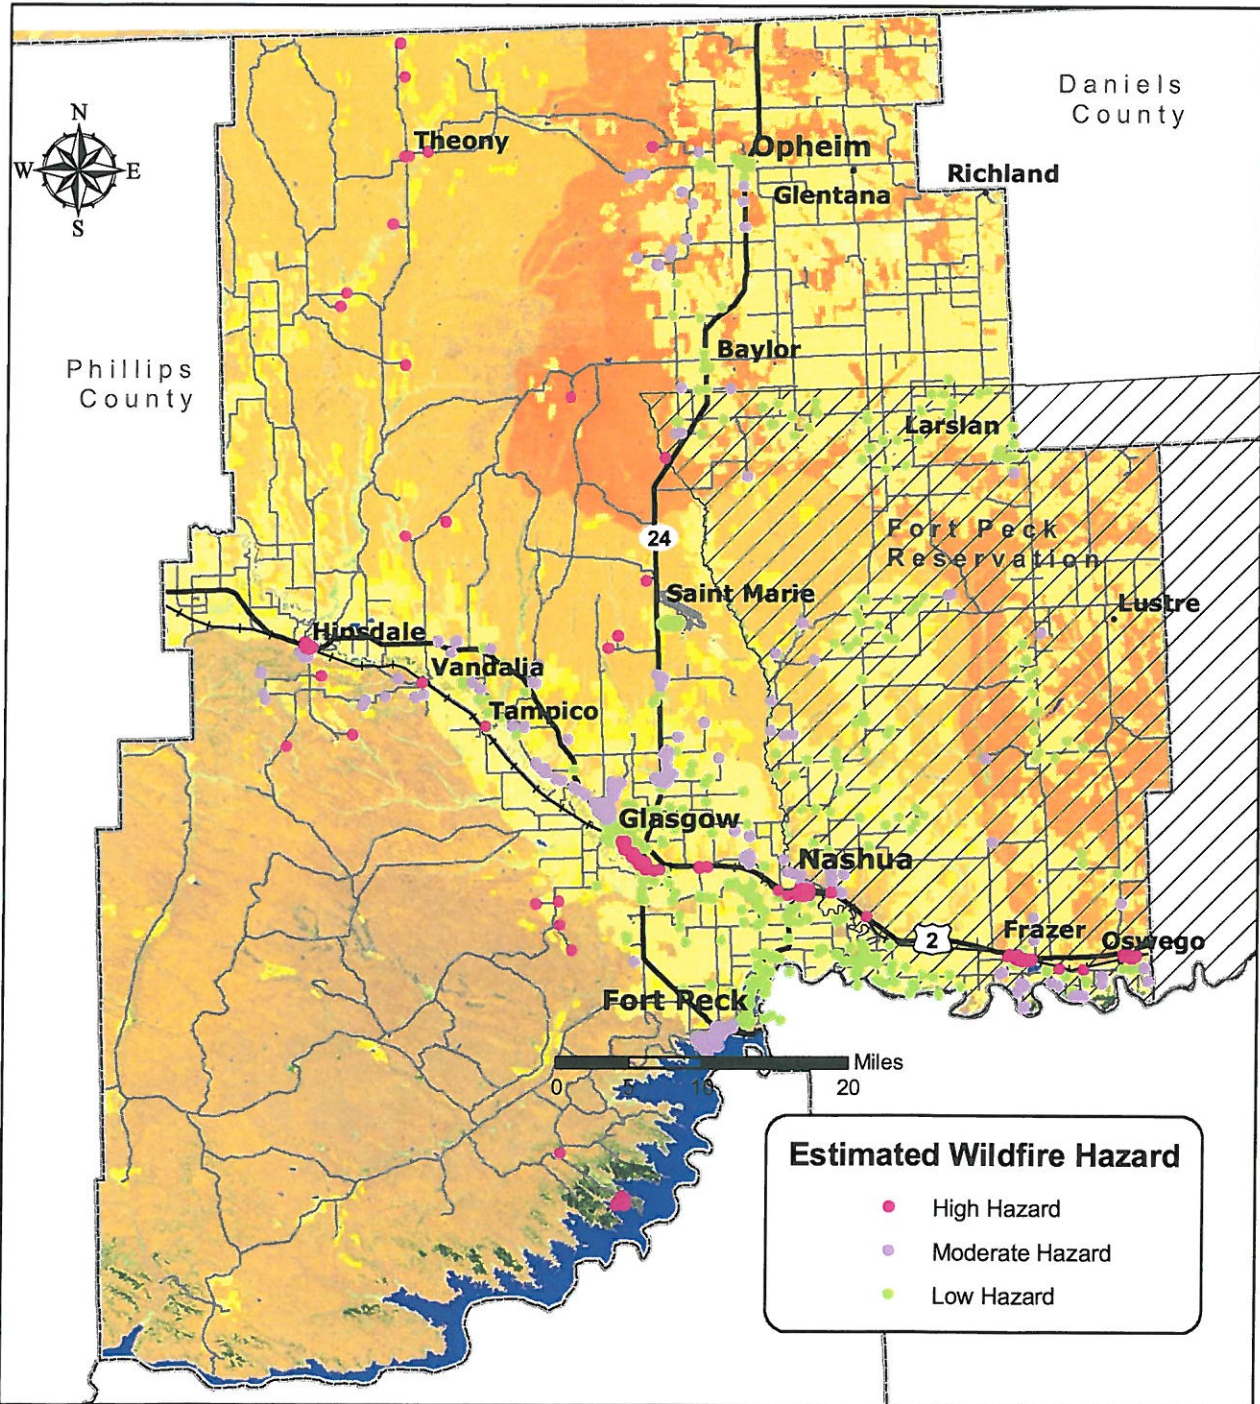 N
W E
S
Daniels
County
Theony
Opheim
Richland
Glentana
Phillips
County
Baylor
Larslan
24
Fort Peck
Reservation
Saint Marie
Lustre
Hinsdale
Vandalia
Tampico
Glasgow
Nashua
2
Frazer
Oswego
Fort Peck
Miles
0 5 10 20
Estimated Wildfire Hazard
High Hazard
Moderate Hazard
Low Hazard